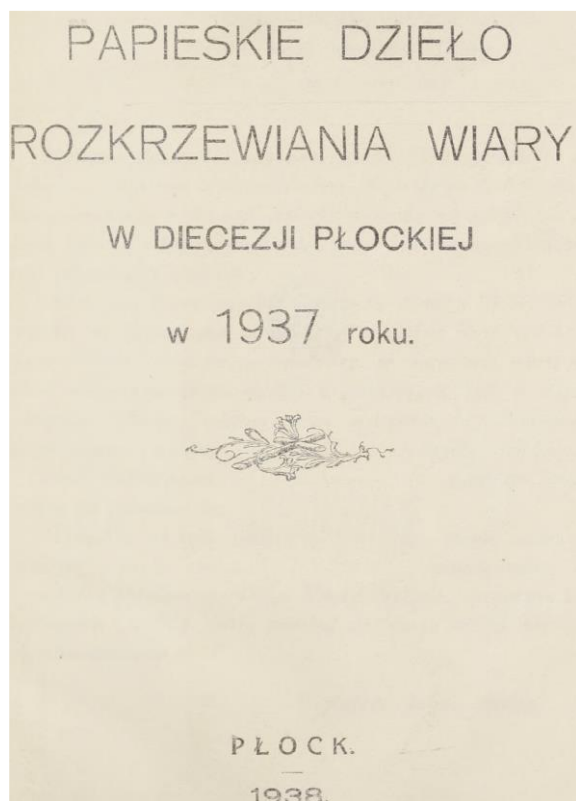 PAPIESKIE DZIEŁO
ROZKRZEWIANIA WIARY
W DIECEZJI PŁOCKIEJ
w 1937 roku.
PŁOCK.
1938.